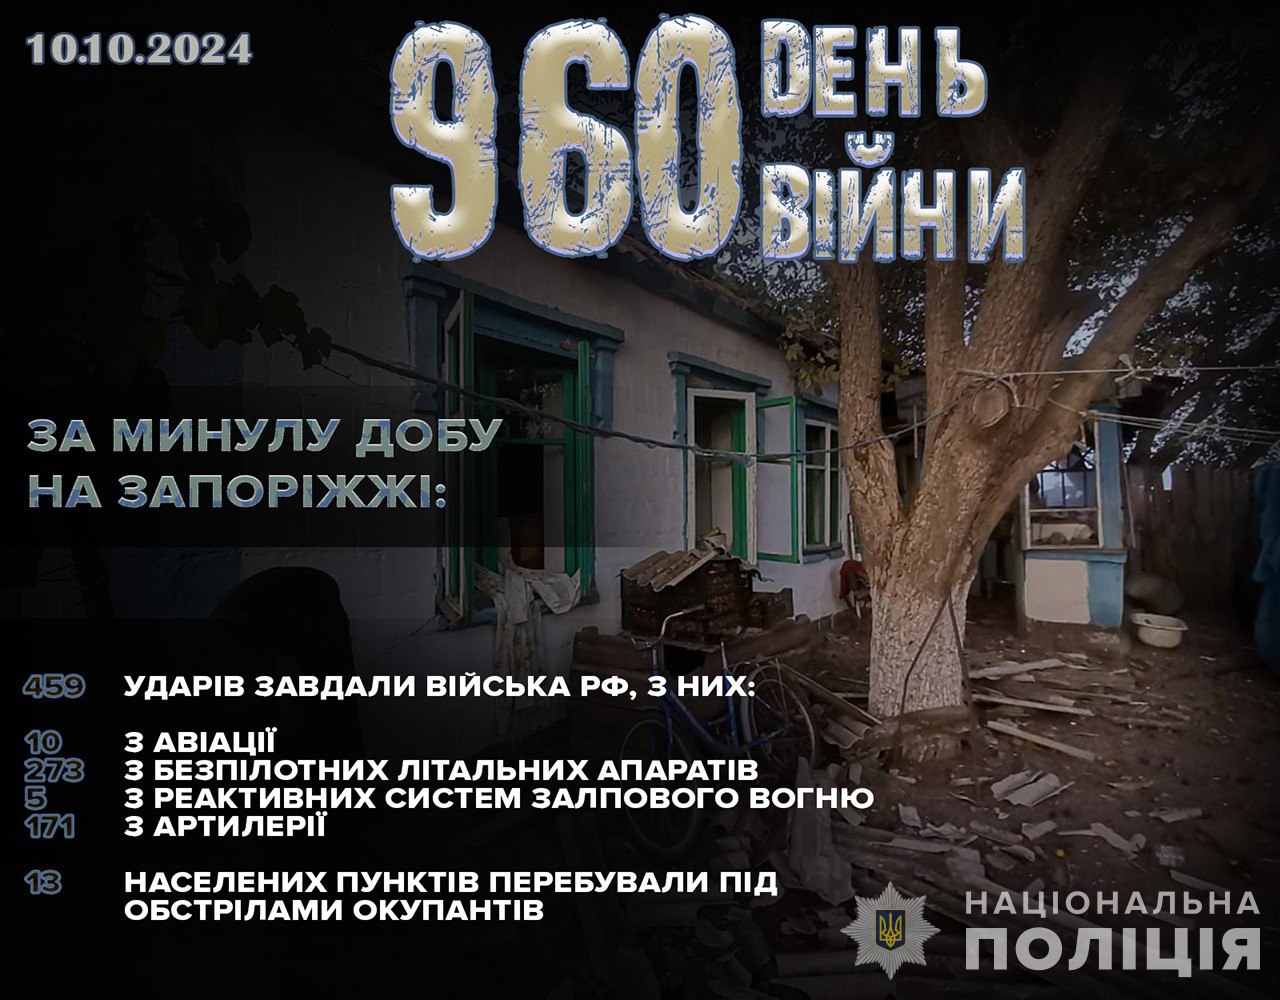 10.10.2024
960 ДЕНЬ
ВІЙНИ
ЗА МИНУЛУ ДОБУ
НА ЗАПОРІЖЖІ:
459 УДАРІВ ЗАВДАЛИ ВІЙСЬКА РФ, З НИХ:
10 З АВІАЦІЇ
273 З БЕЗПІЛОТНИХ ЛІТАЛЬНИХ АПАРАТІВ
5 З РЕАКТИВНИХ СИСТЕМ ЗАЛПОВОГО ВОГНЮ
171 З АРТИЛЕРІЇ
13 НАСЕЛЕНИХ ПУНКТІВ ПЕРЕБУВАЛИ ПІД
ОБСТРІЛАМИ ОКУПАНТІВ
НАЦІОНАЛЬНА
ПОЛІЦІЯ